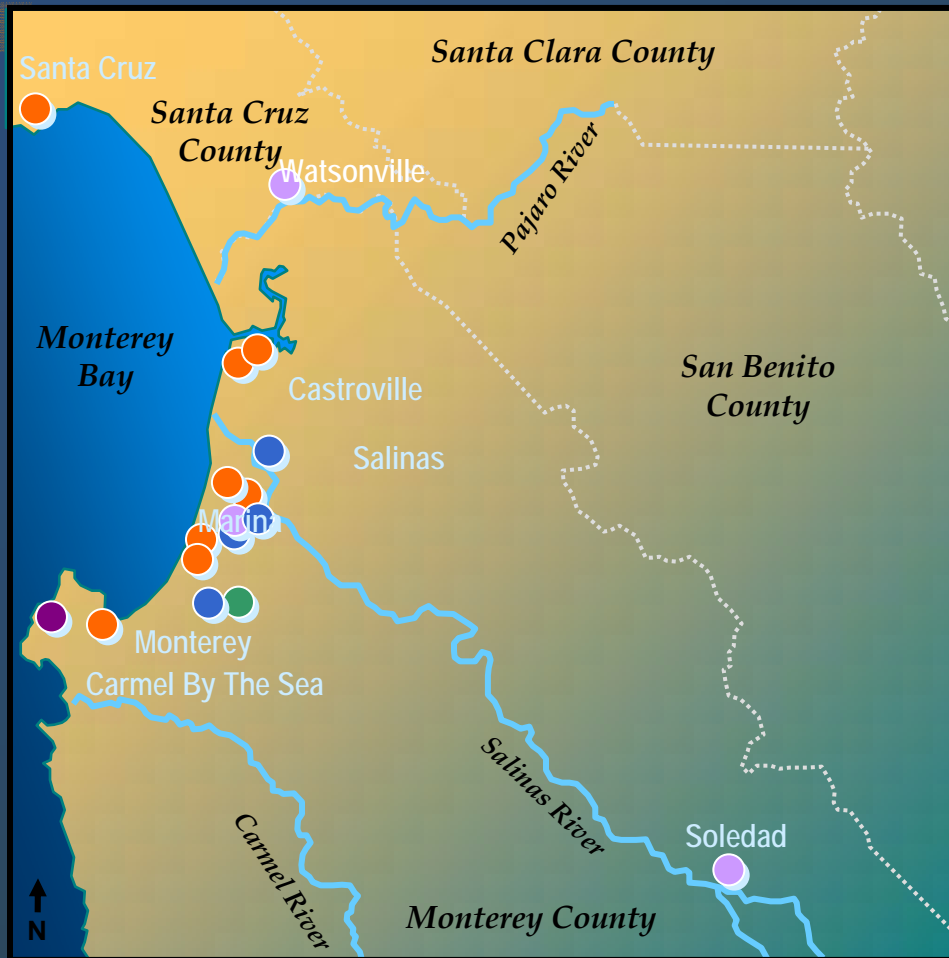 Santa Clara County
Santa Cruz
Santa Cruz
County
Watsonville
Pajaro River
Monterey
Bay
San Benito
County
Castroville
Salinas
Marina
Monterey
Carmel By The Sea
Salinas River
Carmel River
Soledad
Monterey County
N